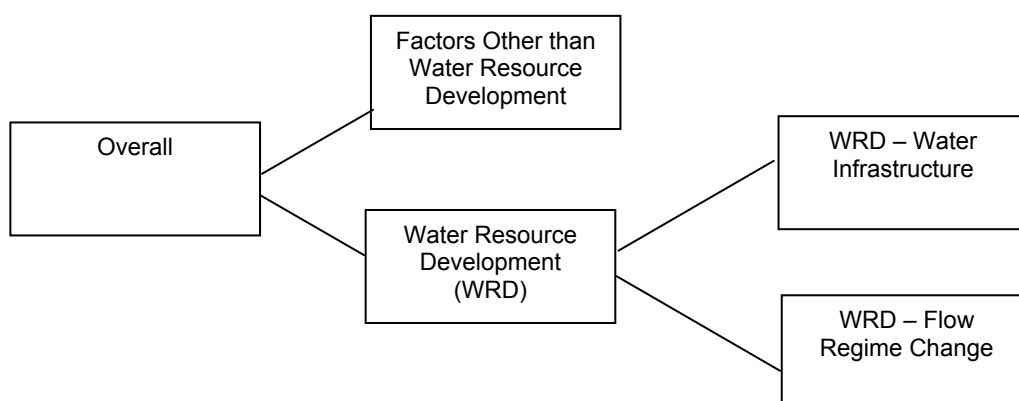 Factors Other than
Water Resource
Development
Overall
WRD – Water
Infrastructure
Water Resource
Development
(WRD)
WRD – Flow
Regime Change